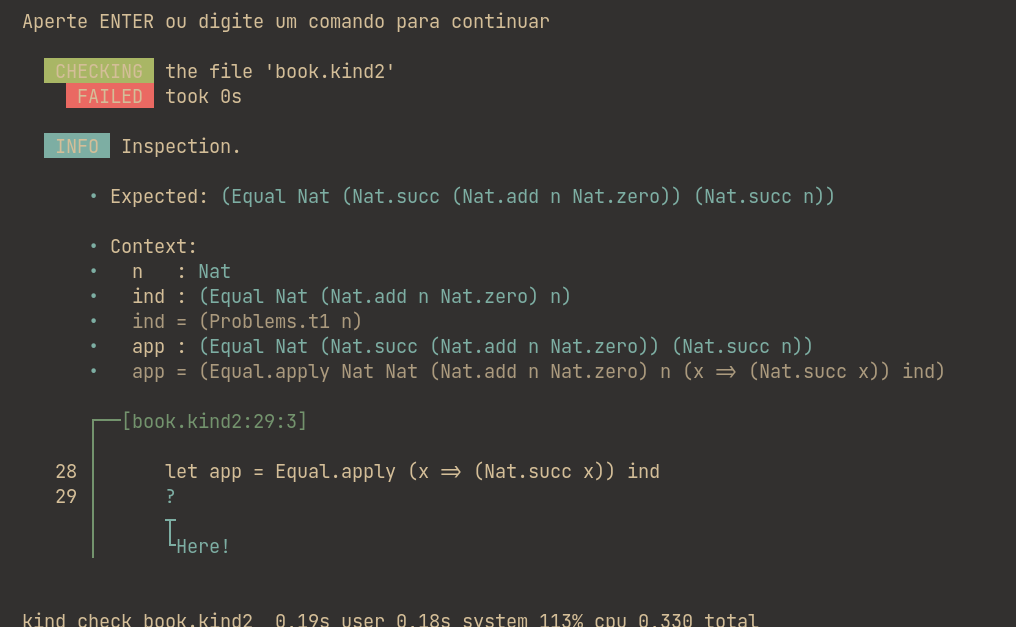 Aperte ENTER ou digite um comando para continuar
CHECKING the file 'book.kind2'
FAILED took 0s
INFO Inspection.
• Expected: (Equal Nat (Nat.succ (Nat.add n Nat.zero)) (Nat.succ n))
• Context:
• n : Nat
• ind : (Equal Nat (Nat.add n Nat.zero) n)
• ind = (Problems.t1 n)
• app : (Equal Nat (Nat.succ (Nat.add n Nat.zero)) (Nat.succ n))
• app = (Equal.apply Nat Nat (Nat.add n Nat.zero) n (x => (Nat.succ x)) ind)
[book.kind2:29:3]
28 let app = Equal.apply (x => (Nat.succ x)) ind
29 ?
Here!
kind check book.kind2 0.19s user 0.18s system 113% cpu 0.330 total